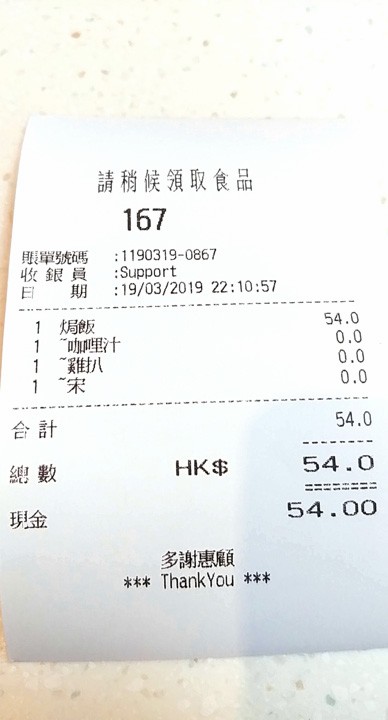 請稍候領取食品
167
賬單號碼 :1190319-0867
收銀員 :Support
日 期 :19/03/2019 22:10:57
1 焗飯 54.0
1 ~咖哩汁 0.0
1 ~雞扒 0.0
1 ~宋 0.0
合計 54.0
總數 HK$ 54.0
現金 54.00
多謝惠顧
*** ThankYou ***